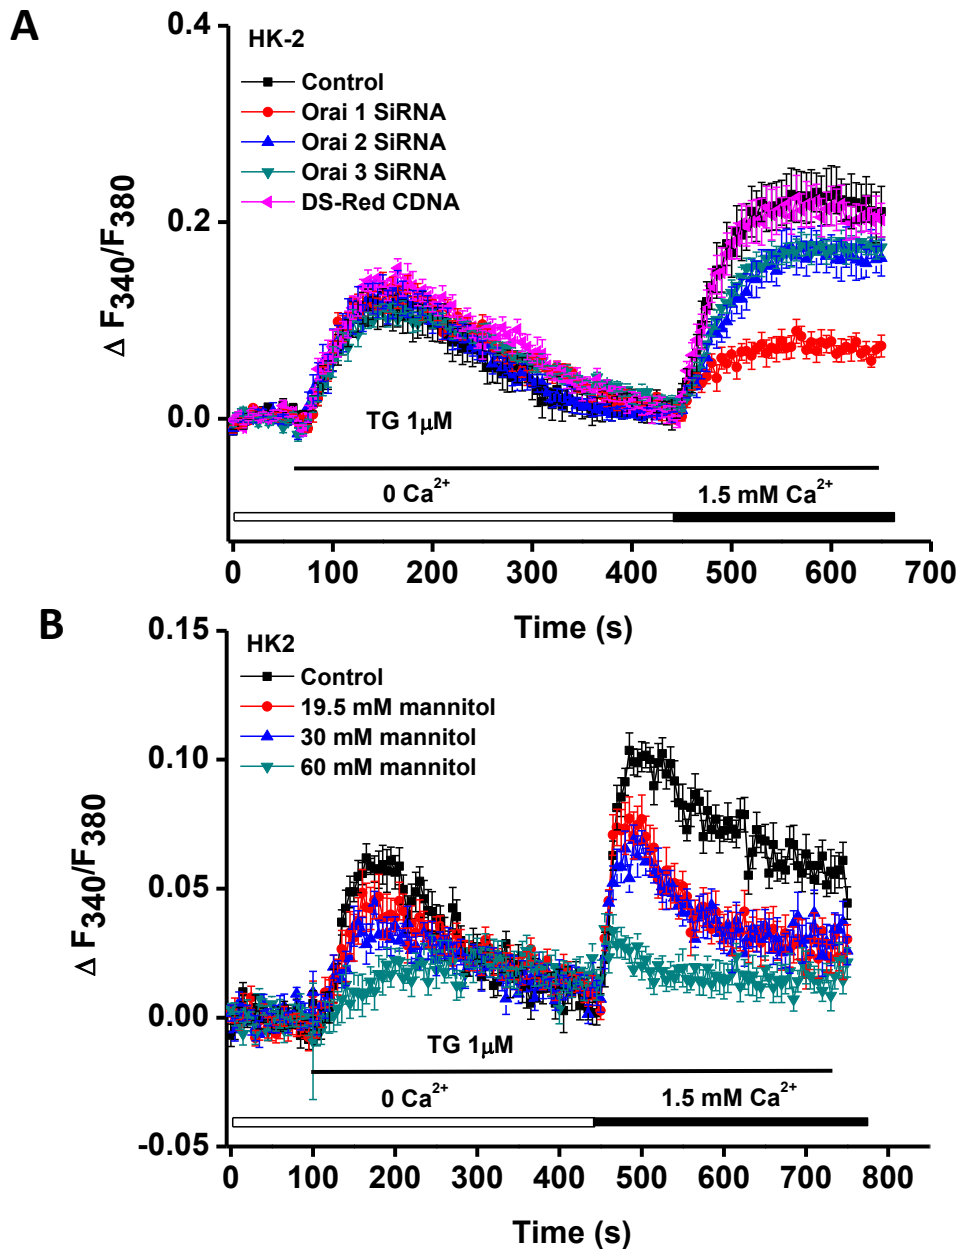 A
HK-2
Control
Orai 1 SiRNA
Orai 2 SiRNA
Orai 3 SiRNA
DS-Red CDNA
Δ F340/F380
0.4
0.2
0.0
TG 1μM
0 Ca2+
1.5 mM Ca2+
0 100 200 300 400 500 600 700
Time (s)
B
HK2
Control
19.5 mM mannitol
30 mM mannitol
60 mM mannitol
Δ F340/F380
0.15
0.10
0.05
0.00
-0.05
TG 1μM
0 Ca2+
1.5 mM Ca2+
0 100 200 300 400 500 600 700 800
Time (s)